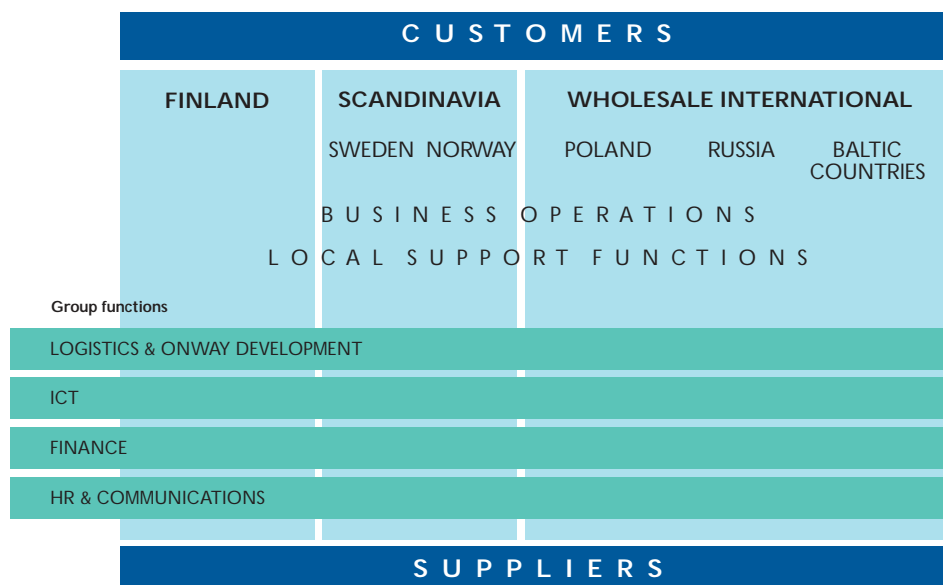 CUSTOMERS
FINLAND SCANDINAVIA WHOLESALE INTERNATIONAL
SWEDEN NORWAY POLAND RUSSIA BALTIC
COUNTRIES
BUSINESS OPERATIONS
LOCAL SUPPORT FUNCTIONS
Group functions
LOGISTICS & ONWAY DEVELOPMENT
ICT
FINANCE
HR & COMMUNICATIONS
SUPPLIERS